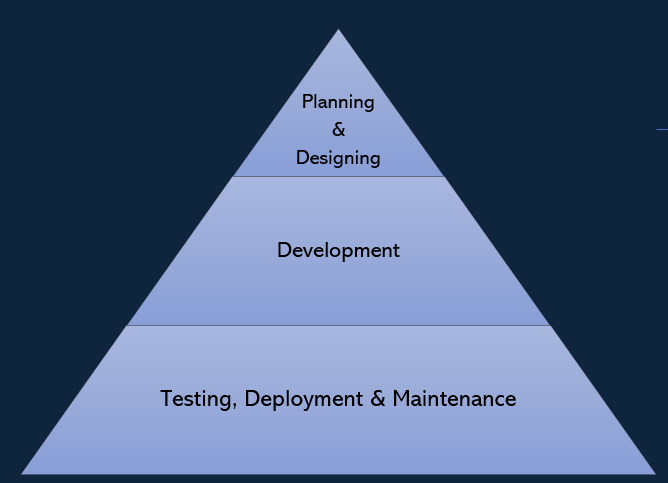 Planning
&
Designing
Development
Testing, Deployment & Maintenance